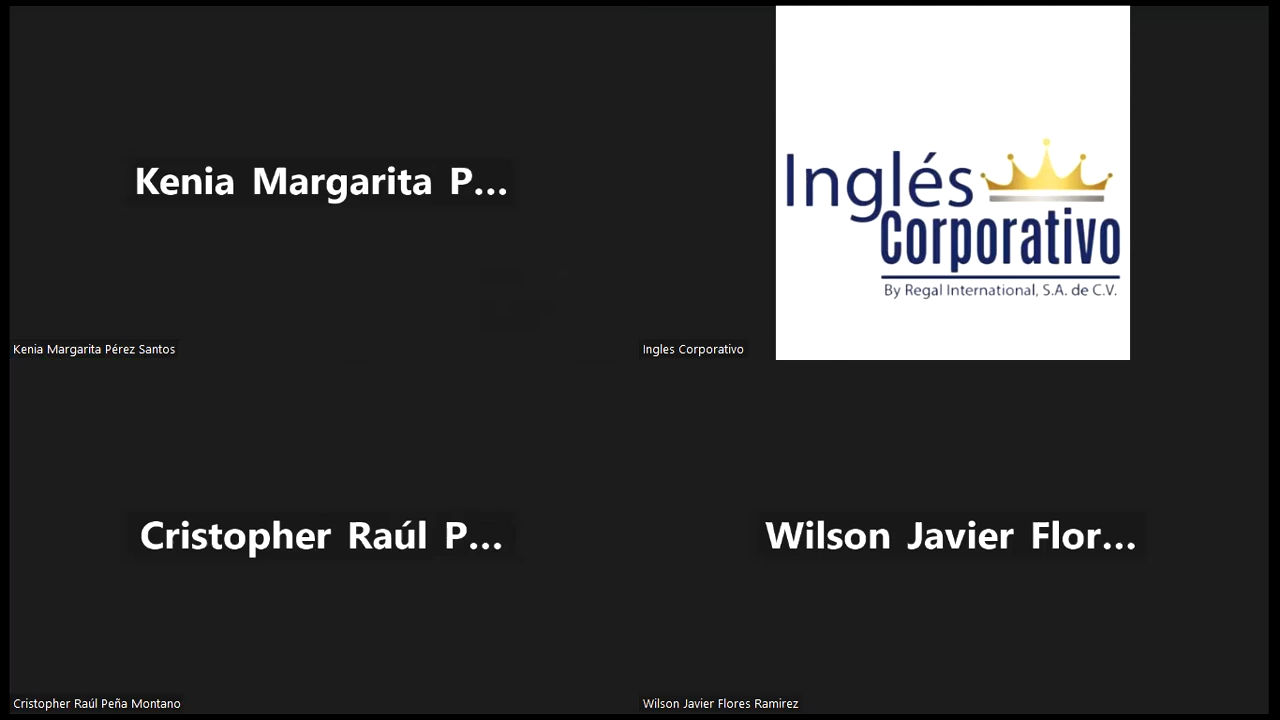 Kenia Margarita P...
Kenia Margarita Pérez Santos
Inglés
Corporativo
By Regal International, S.A. de C.V.
Ingles Corporativo
Cristopher Raúl P...
Cristopher Raúl Peña Montano
Wilson Javier Flor...
Wilson Javier Flores Ramirez